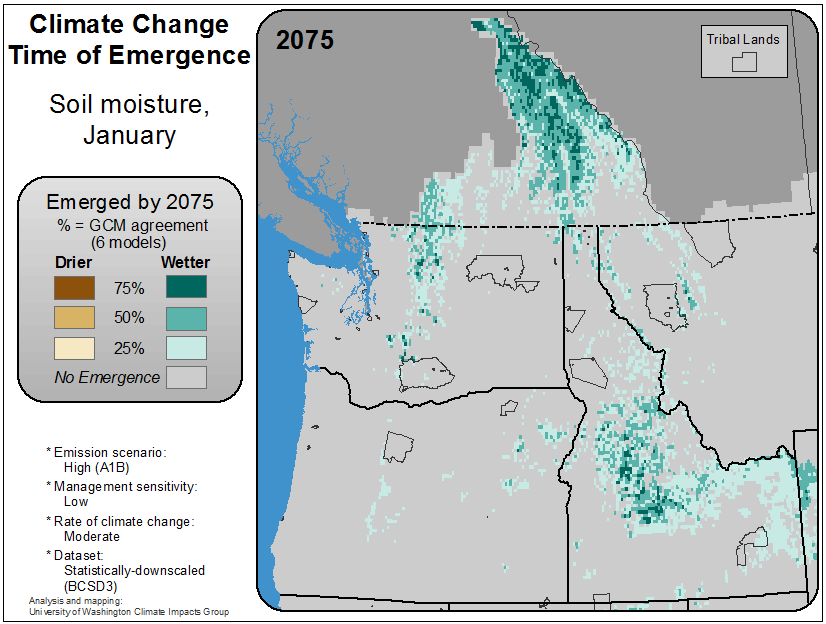 Climate Change
Time of Emergence
Soil moisture,
January
Emerged by 2075
% = GCM agreement
(6 models)
Drier Wetter
75%
50%
25%
No Emergence
* Emission scenario:
High (A1B)
* Management sensitivity:
Low
* Rate of climate change:
Moderate
* Dataset:
Statistically-downscaled
(BCSD3)
Analysis and mapping:
University of Washington Climate Impacts Group
2075
Tribal Lands